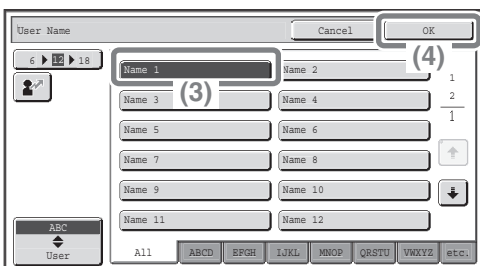 User Name Cancel OK
(4)
6 12 18
Name 1 Name 2 1
(3)
Name 3 Name 4 2
1
Name 5 Name 6
Name 7 Name 8
Name 9 Name 10
Name 11 Name 12
ABC
User
All ABCD EFGH IJKL MNOP QRSTU VWXYZ etc.